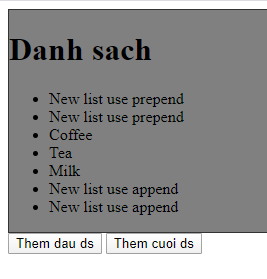 Danh sach
New list use prepend
New list use prepend
Coffee
Tea
Milk
New list use append
New list use append
Them dau ds Them cuoi ds